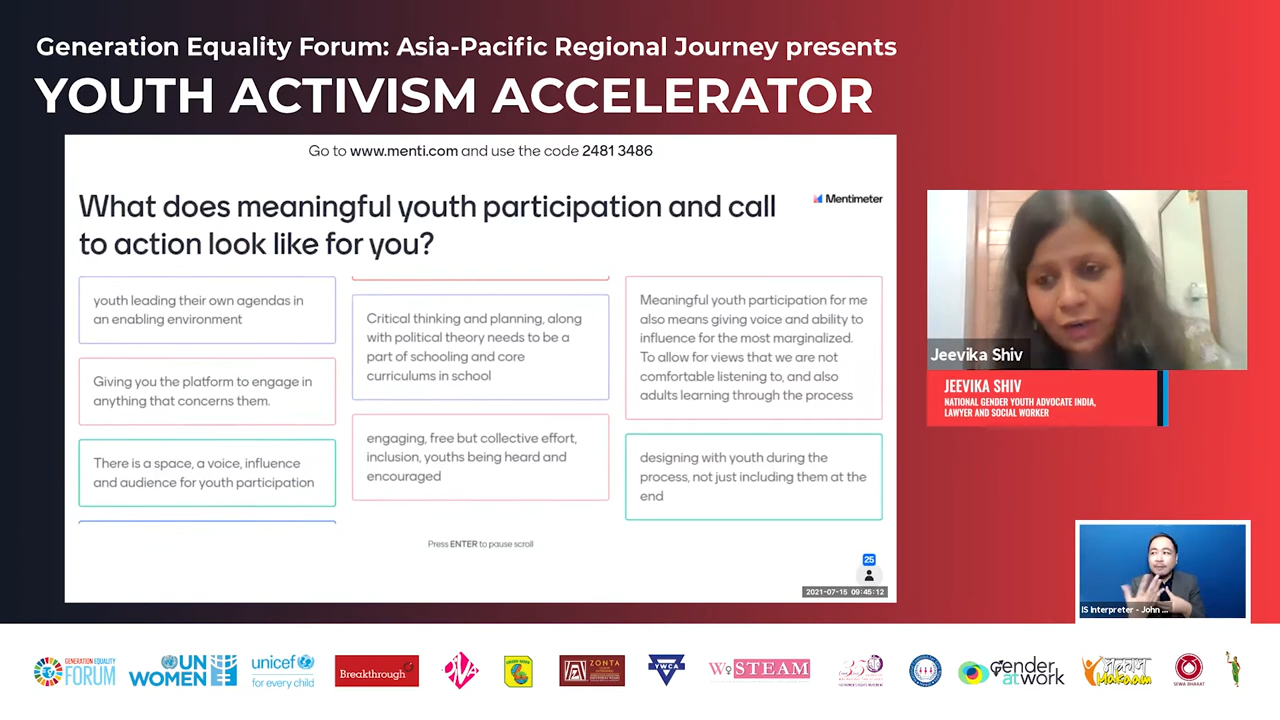 Generation Equality Forum: Asia-Pacific Regional Journey presents
YOUTH ACTIVISM ACCELERATOR
Go to www.menti.com and use the code 2481 3486
What does meaningful youth participation and call
to action look like for you?
Mentimeter
youth leading their own agendas in
an enabling environment
Giving you the platform to engage in
anything that concerns them.
There is a space, a voice, influence
and audience for youth participation
Critical thinking and planning, along
with political theory needs to be a
part of schooling and core
curriculums in school
engaging, free but collective effort,
inclusion, youths being heard and
encouraged
Meaningful youth participation for me
also means giving voice and ability to
influence for the most marginalized.
To allow for views that we are not
comfortable listening to, and also
adults learning through the process
designing with youth during the
process, not just including them at the
end
Press ENTER to pause scroll
25
2021-07-15 09:45:12
Jeevika Shiv
JEEVIKA SHIV
NATIONAL GENDER YOUTH ADVOCATE INDIA,
LAWYER AND SOCIAL WORKER
IS Interpreter - John ...
GENERATION EQUALITY
FORUM
UN
WOMEN
unicef
for every child
Breakthrough
ZONTA
YWCA
WSTEAM
35
gender
at work
Makaam
SEWA BHARAT